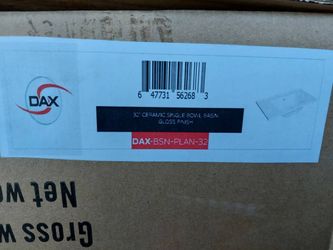 DAX
6 47731 56268 3
32" CERAMIC SINGLE BOWL BASIN
GLOSS FINISH
DAX-BSN-PLAN-32
Gross w
Net w